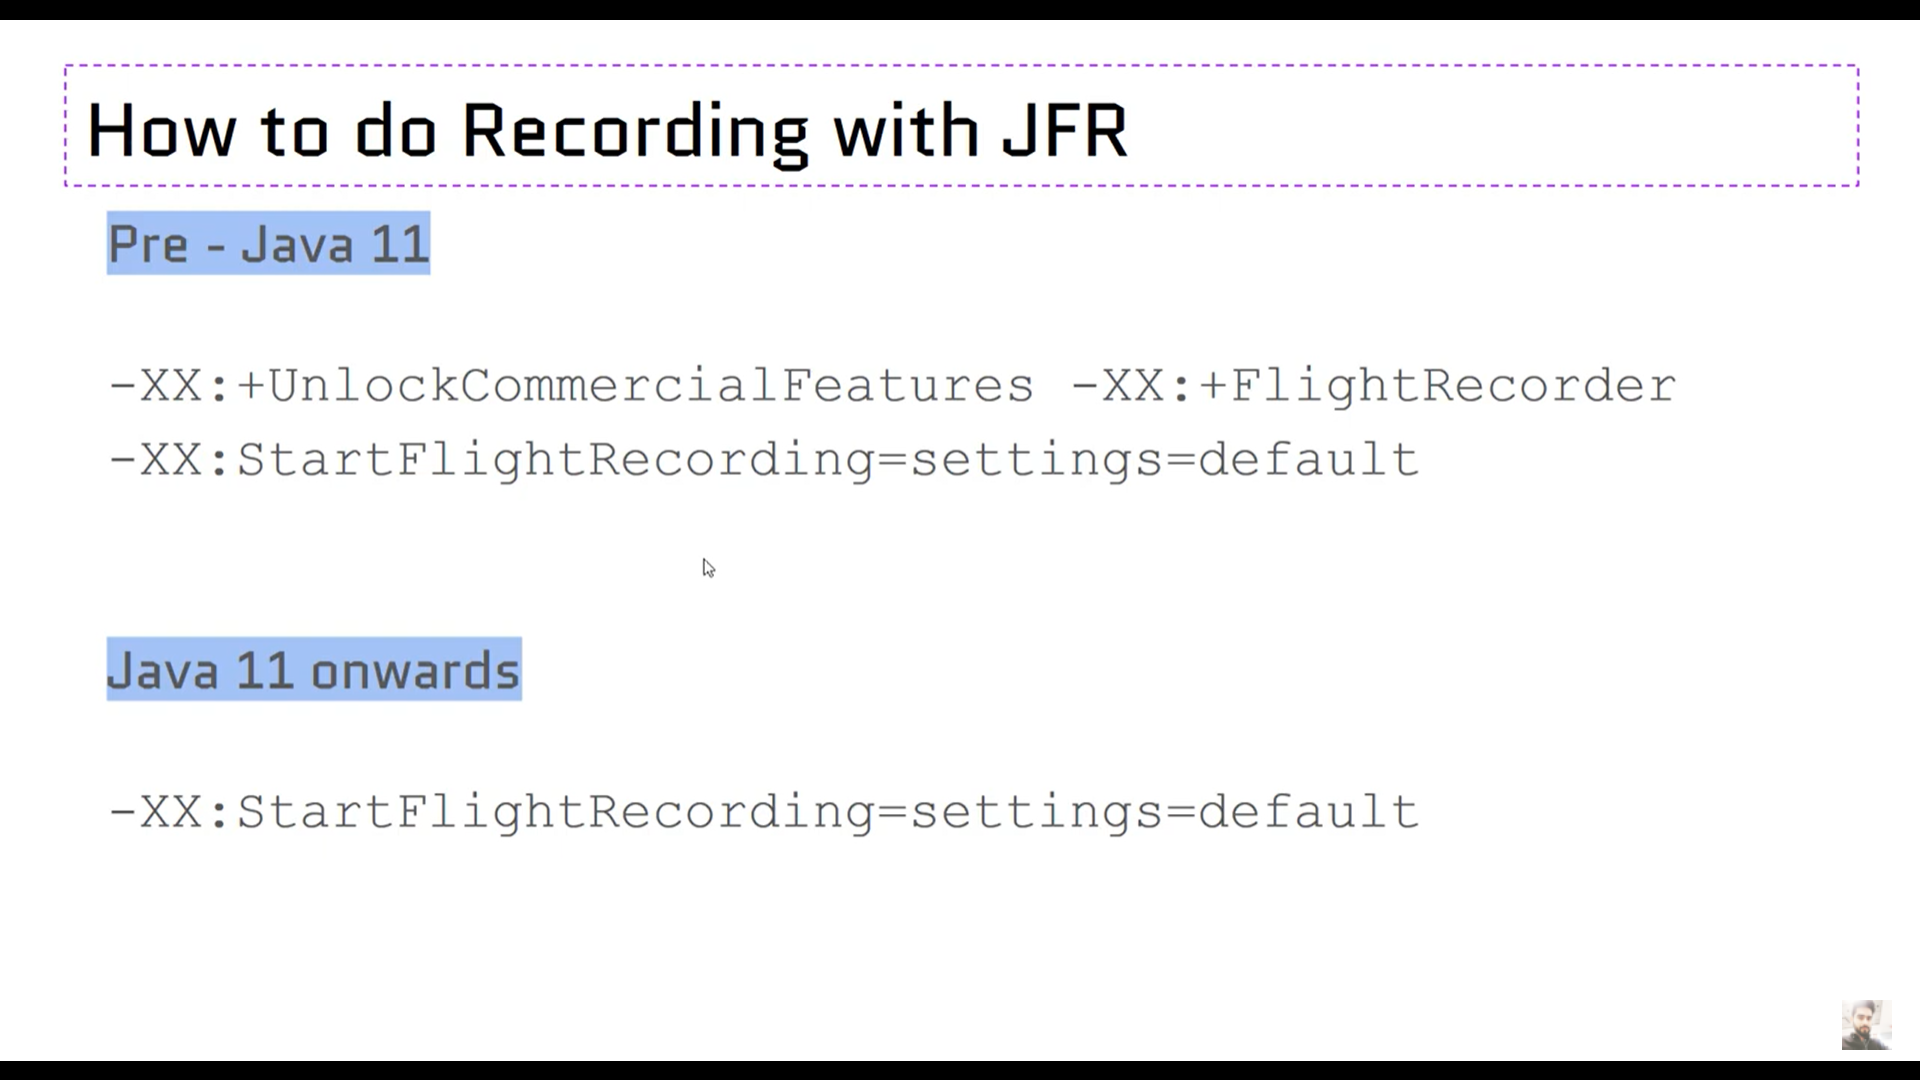 How to do Recording with JFR
Pre - Java 11
-XX:+UnlockCommercialFeatures -XX:+FlightRecorder
-XX:StartFlightRecording=settings=default
Java 11 onwards
-XX:StartFlightRecording=settings=default